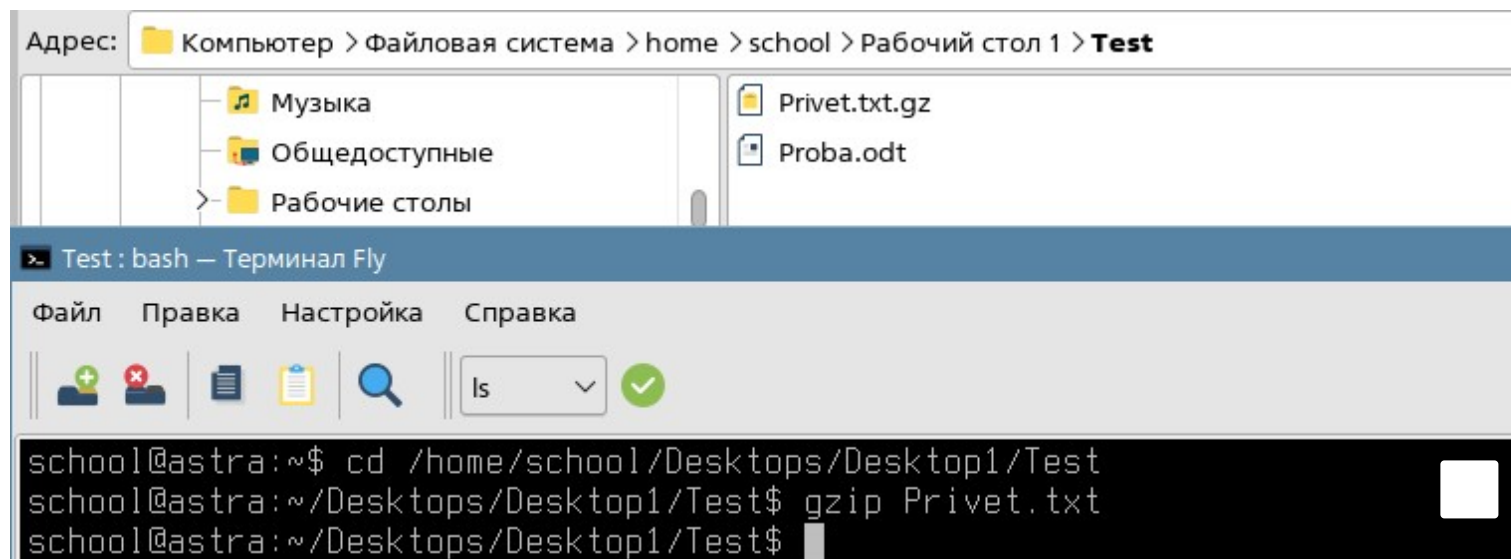 Адрес: Компьютер > Файловая система > home > school > Рабочий стол 1 > Test
Музыка
Общедоступные
Рабочие столы
Privet.txt.gz
Proba.odt
Test : bash — Терминал Fly
Файл Правка Настройка Справка
ls
school@astra:~$ cd /home/school/Desktops/Desktop1/Test
school@astra:~/Desktops/Desktop1/Test$ gzip Privet.txt
school@astra:~/Desktops/Desktop1/Test$